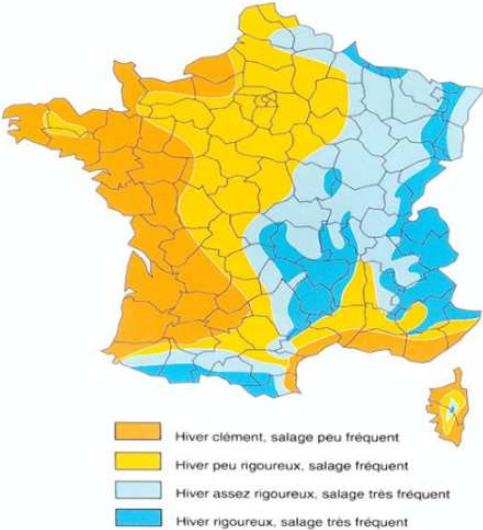 Hiver clément, salage peu fréquent
Hiver peu rigoureux, salage fréquent
Hiver assez rigoureux, salage très fréquent
Hiver rigoureux, salage très fréquent